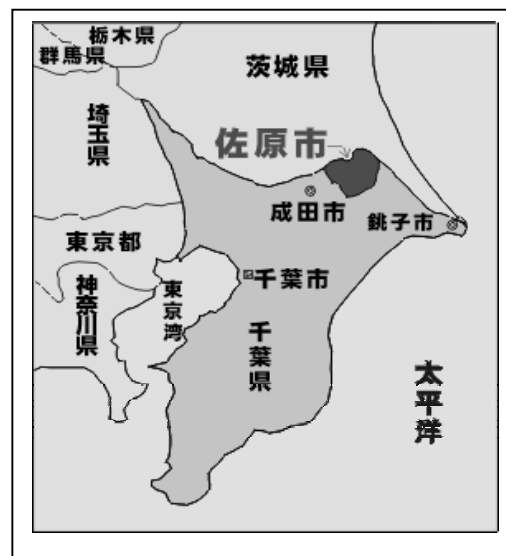 栃木県
群馬県
茨城県
埼玉県
佐原市
成田市
銚子市
東京都
千葉市
神奈川県
東京湾
千葉県
太平洋